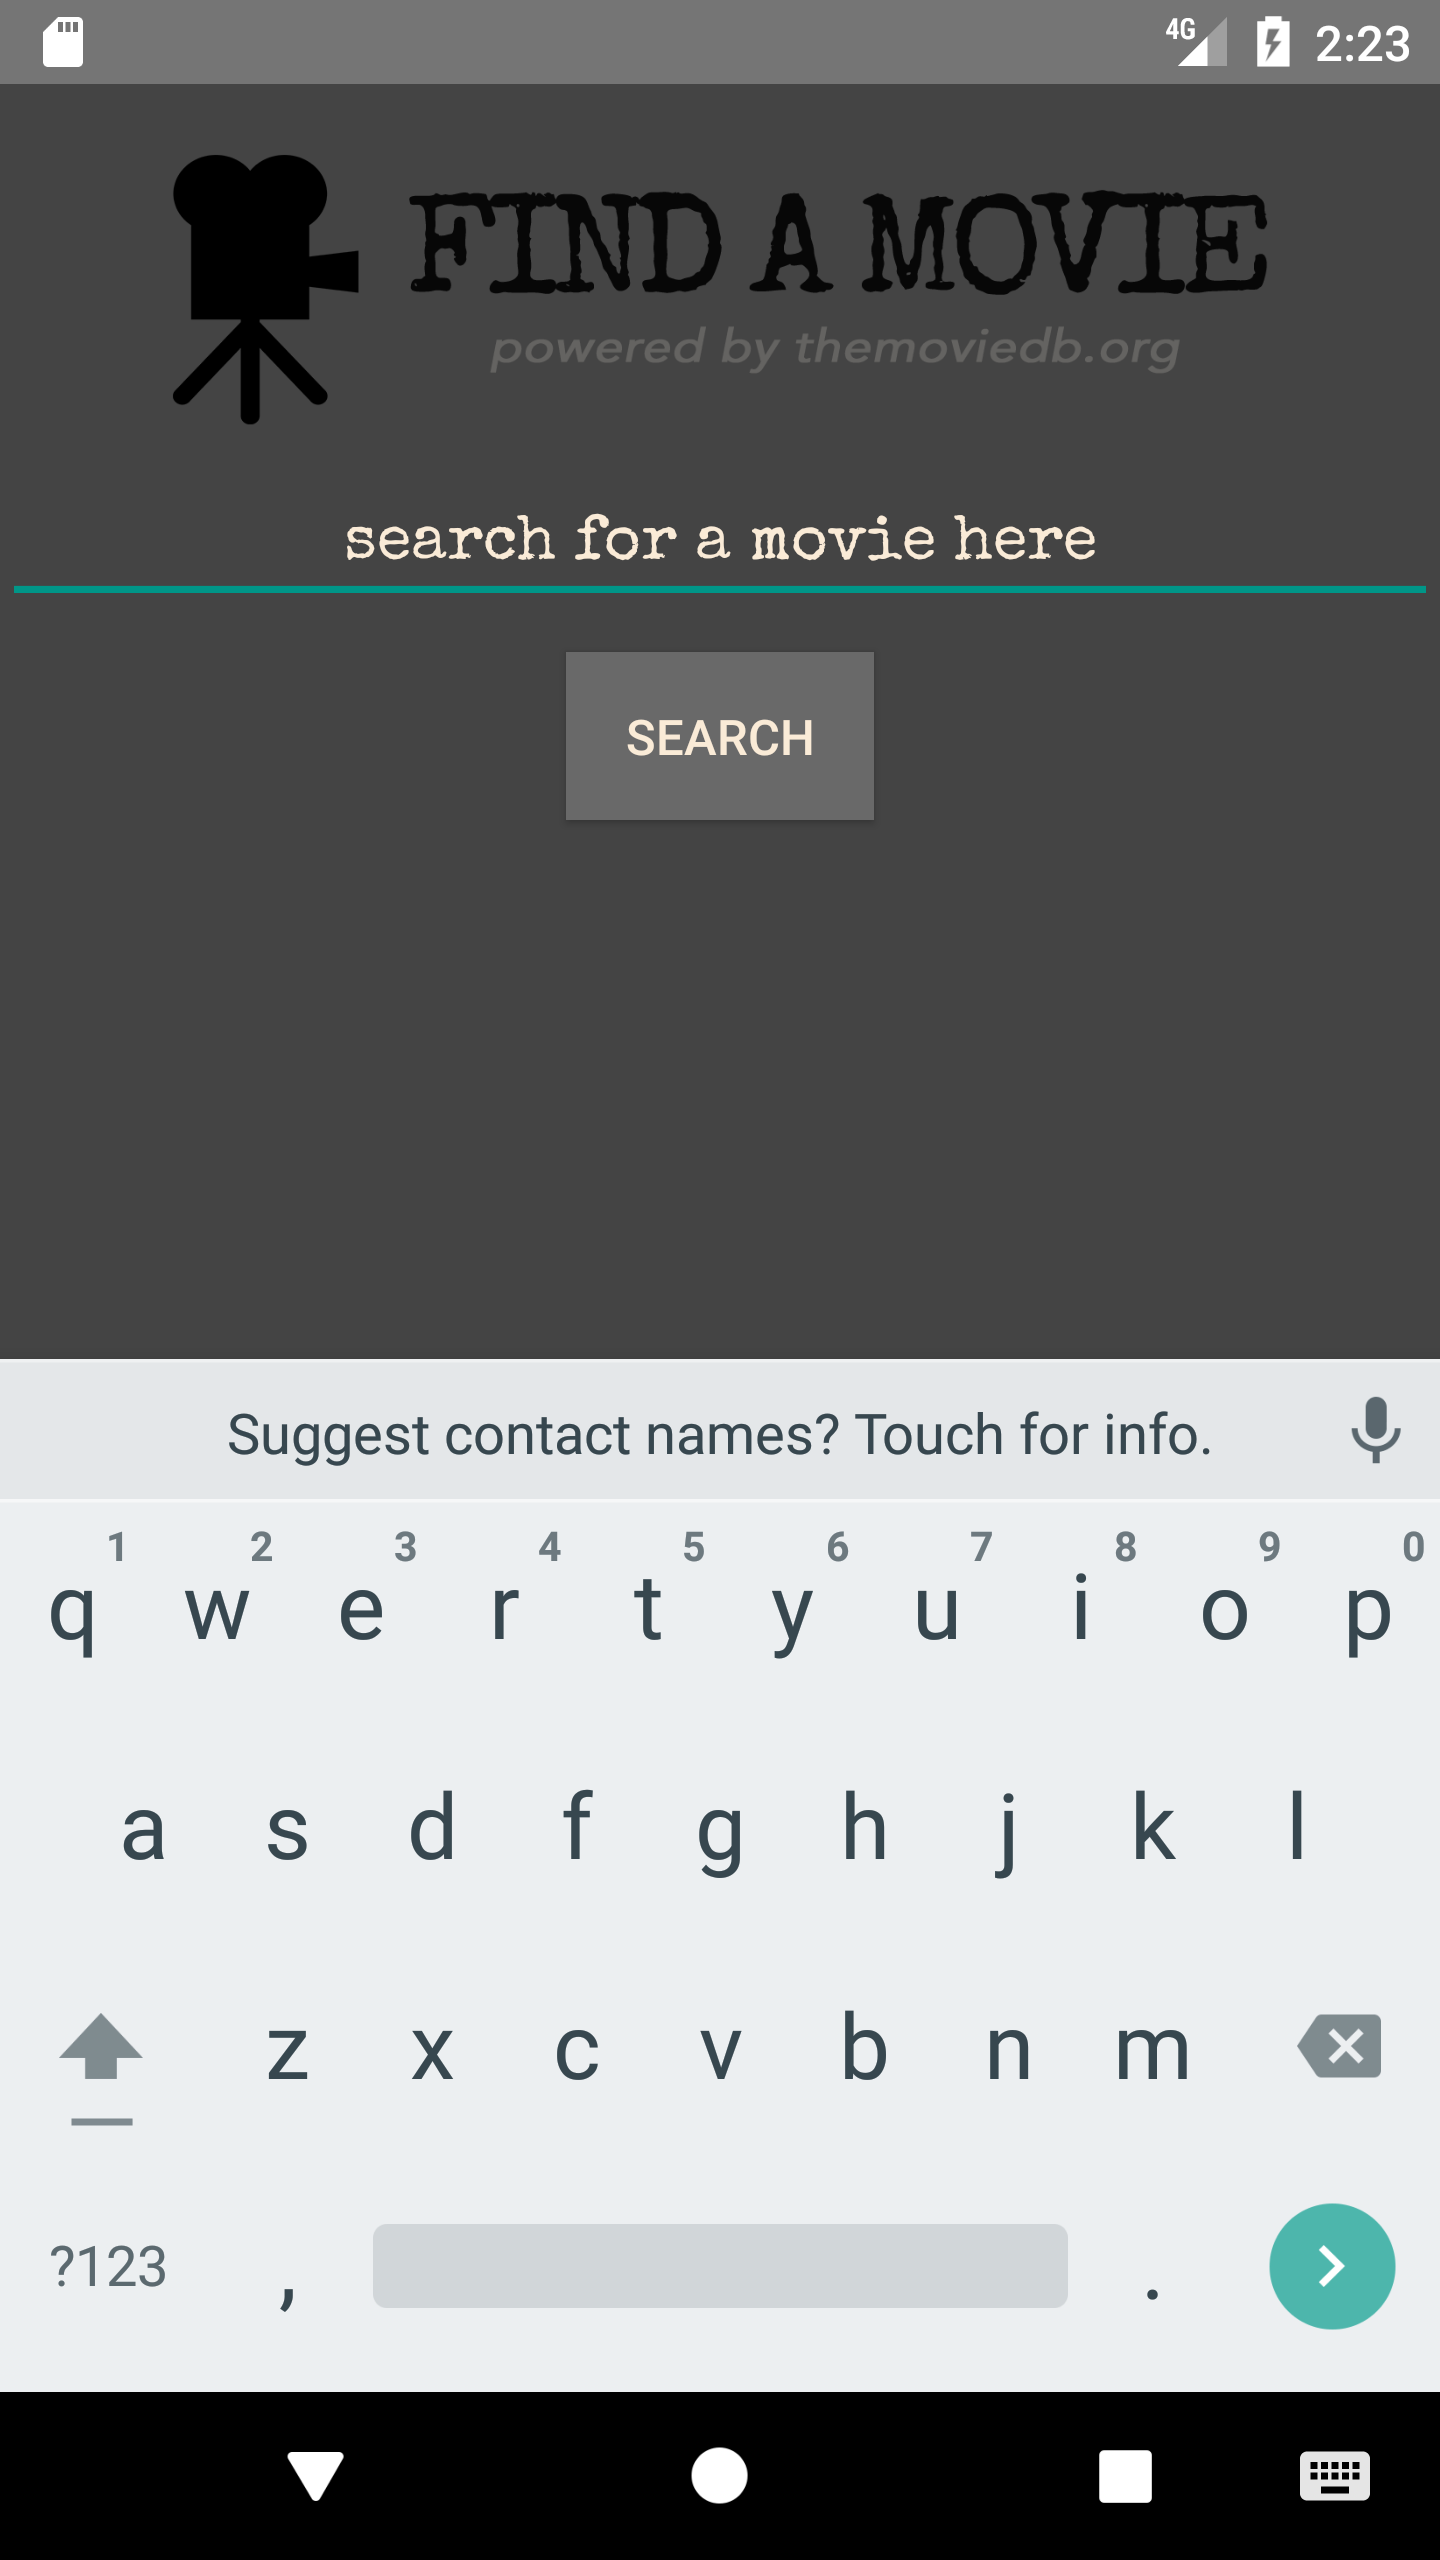 4G 2:23
FIND A MOVIE
powered by themoviedb.org
search for a movie here
SEARCH
Suggest contact names? Touch for info.
1 2 3 4 5 6 7 8 9 0
q w e r t y u i o p
a s d f g h j k l
z x c v b n m
?123 , .